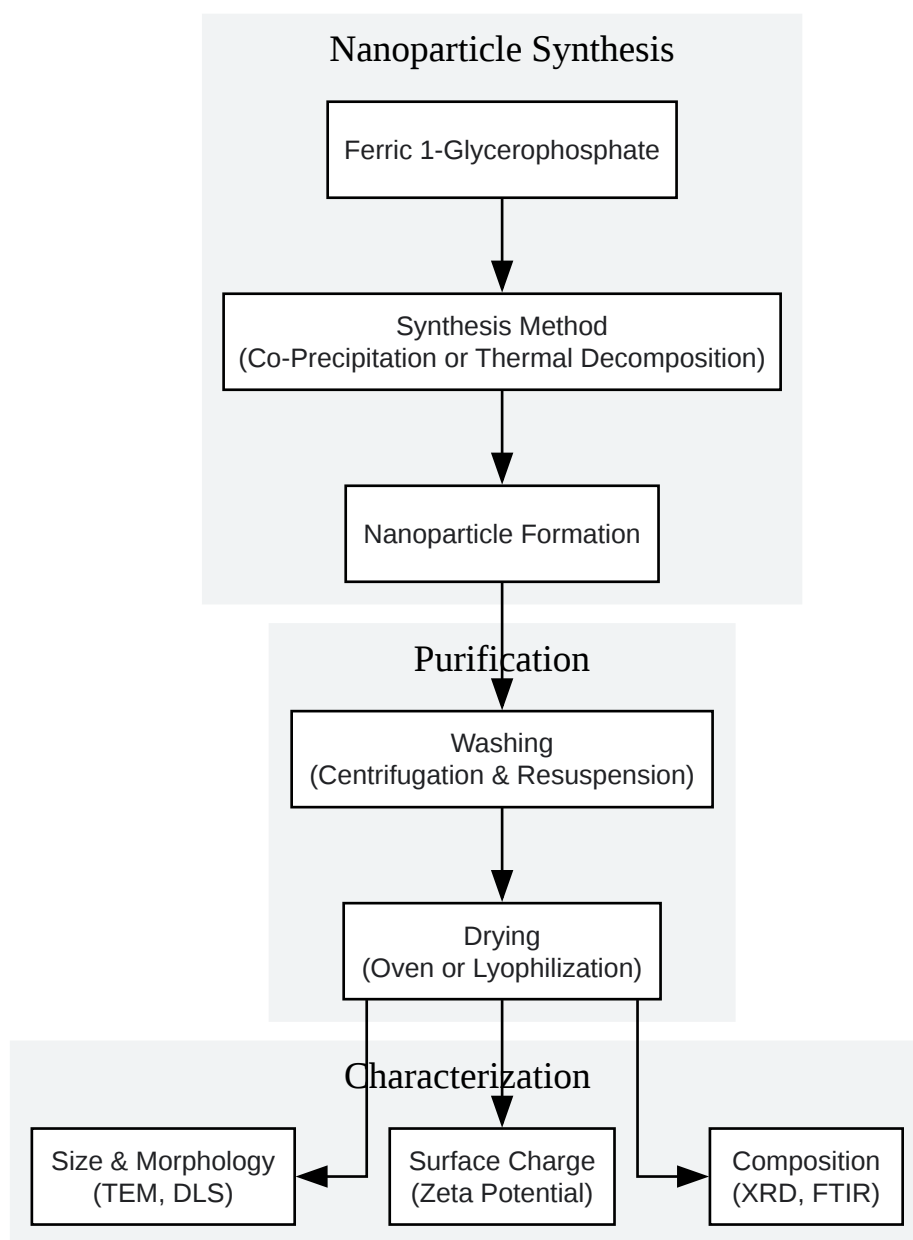 Nanoparticle Synthesis
Ferric 1-Glycerophosphate
Synthesis Method
(Co-Precipitation or Thermal Decomposition)
Nanoparticle Formation
Purification
Washing
(Centrifugation & Resuspension)
Drying
(Oven or Lyophilization)
Characterization
Size & Morphology
(TEM, DLS)
Surface Charge
(Zeta Potential)
Composition
(XRD, FTIR)